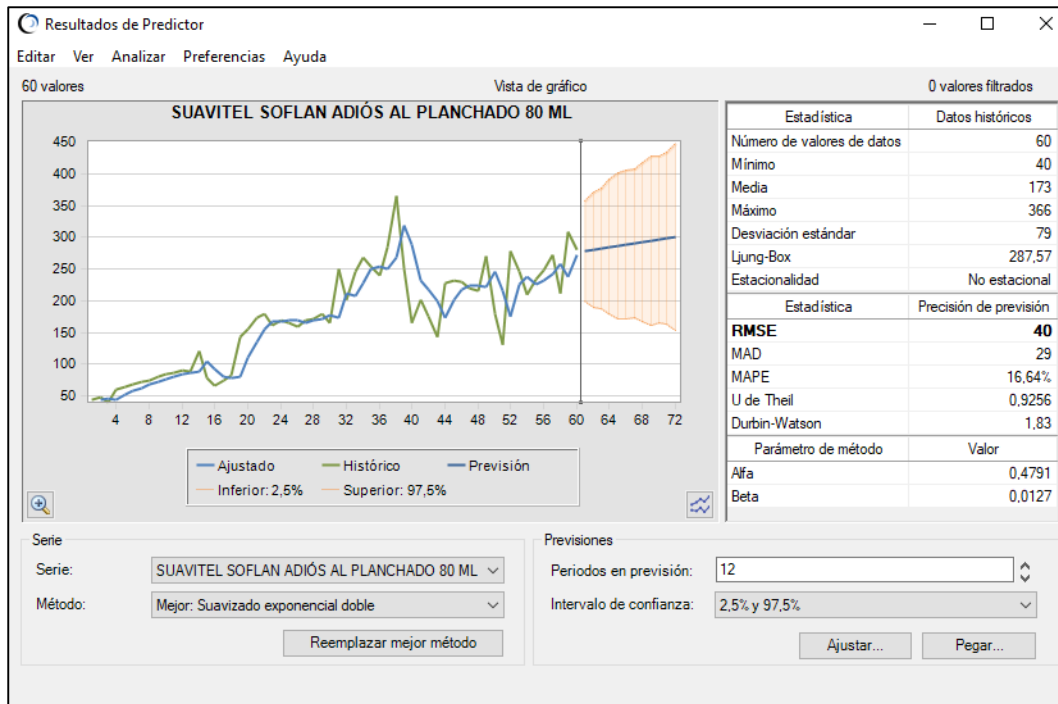 Resultados de Predictor
Editar Ver Analizar Preferencias Ayuda
60 valores Vista de gráfico 0 valores filtrados
SUAVITEL SOFLAN ADIÓS AL PLANCHADO 80 ML
450
400
350
300
250
200
150
100
50
4 8 12 16 20 24 28 32 36 40 44 48 52 56 60 64 68 72
Ajustado Histórico Previsión
Inferior: 2,5% Superior: 97,5%
Estadística Datos históricos
Número de valores de datos 60
Mínimo 40
Media 173
Máximo 366
Desviación estándar 79
Ljung-Box 287,57
Estacionalidad No estacional
Estadística Precisión de previsión
RMSE 40
MAD 29
MAPE 16,64%
U de Theil 0,9256
Durbin-Watson 1,83
Parámetro de método Valor
Alfa 0,4791
Beta 0,0127
Serie
Serie: SUAVITEL SOFLAN ADIÓS AL PLANCHADO 80 ML
Método: Mejor: Suavizado exponencial doble
Reemplazar mejor método
Previsiones
Periodos en previsión: 12
Intervalo de confianza: 2,5% y 97,5%
Ajustar... Pegar...